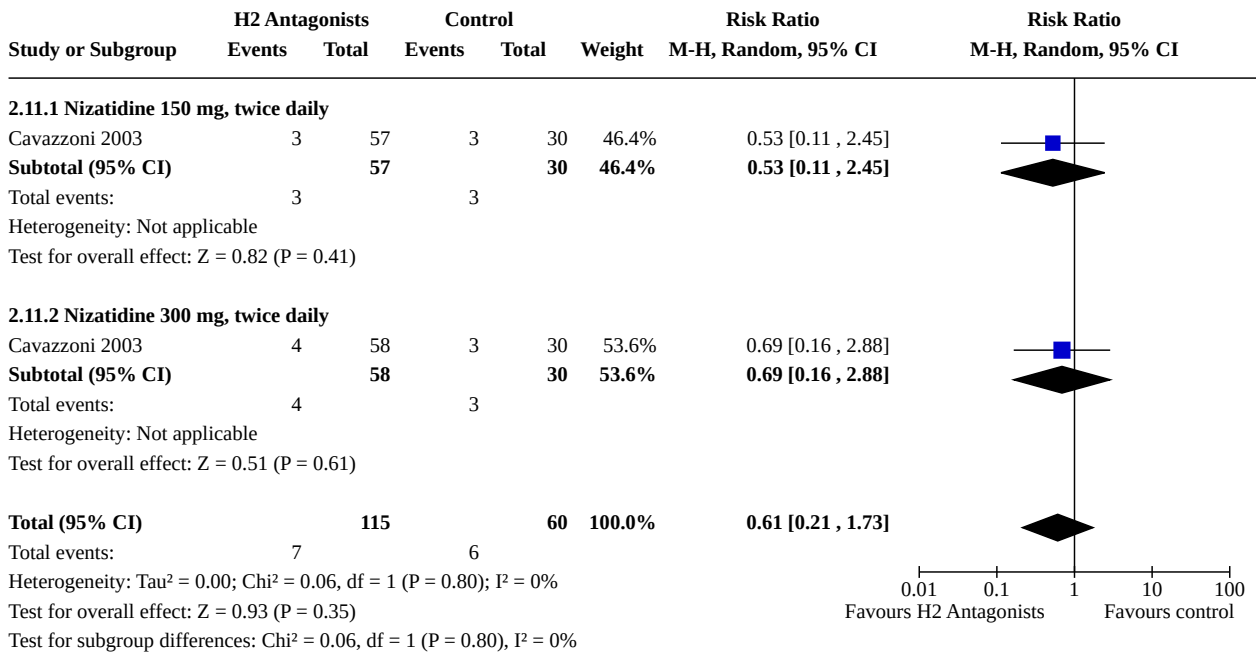 H2 Antagonists Control Risk Ratio Risk Ratio
Study or Subgroup Events Total Events Total Weight M-H, Random, 95% CI M-H, Random, 95% CI
2.11.1 Nizatidine 150 mg, twice daily
Cavazzoni 2003 3 57 3 30 46.4% 0.53 [0.11 , 2.45]
Subtotal (95% CI) 57 30 46.4% 0.53 [0.11 , 2.45]
Total events: 3 3
Heterogeneity: Not applicable
Test for overall effect: Z = 0.82 (P = 0.41)
2.11.2 Nizatidine 300 mg, twice daily
Cavazzoni 2003 4 58 3 30 53.6% 0.69 [0.16 , 2.88]
Subtotal (95% CI) 58 30 53.6% 0.69 [0.16 , 2.88]
Total events: 4 3
Heterogeneity: Not applicable
Test for overall effect: Z = 0.51 (P = 0.61)
Total (95% CI) 115 60 100.0% 0.61 [0.21 , 1.73]
Total events: 7 6
Heterogeneity: Tau² = 0.00; Chi² = 0.06, df = 1 (P = 0.80); I² = 0%
0.01 0.1 1 10 100
Test for overall effect: Z = 0.93 (P = 0.35) Favours H2 Antagonists Favours control
Test for subgroup differences: Chi² = 0.06, df = 1 (P = 0.80), I² = 0%